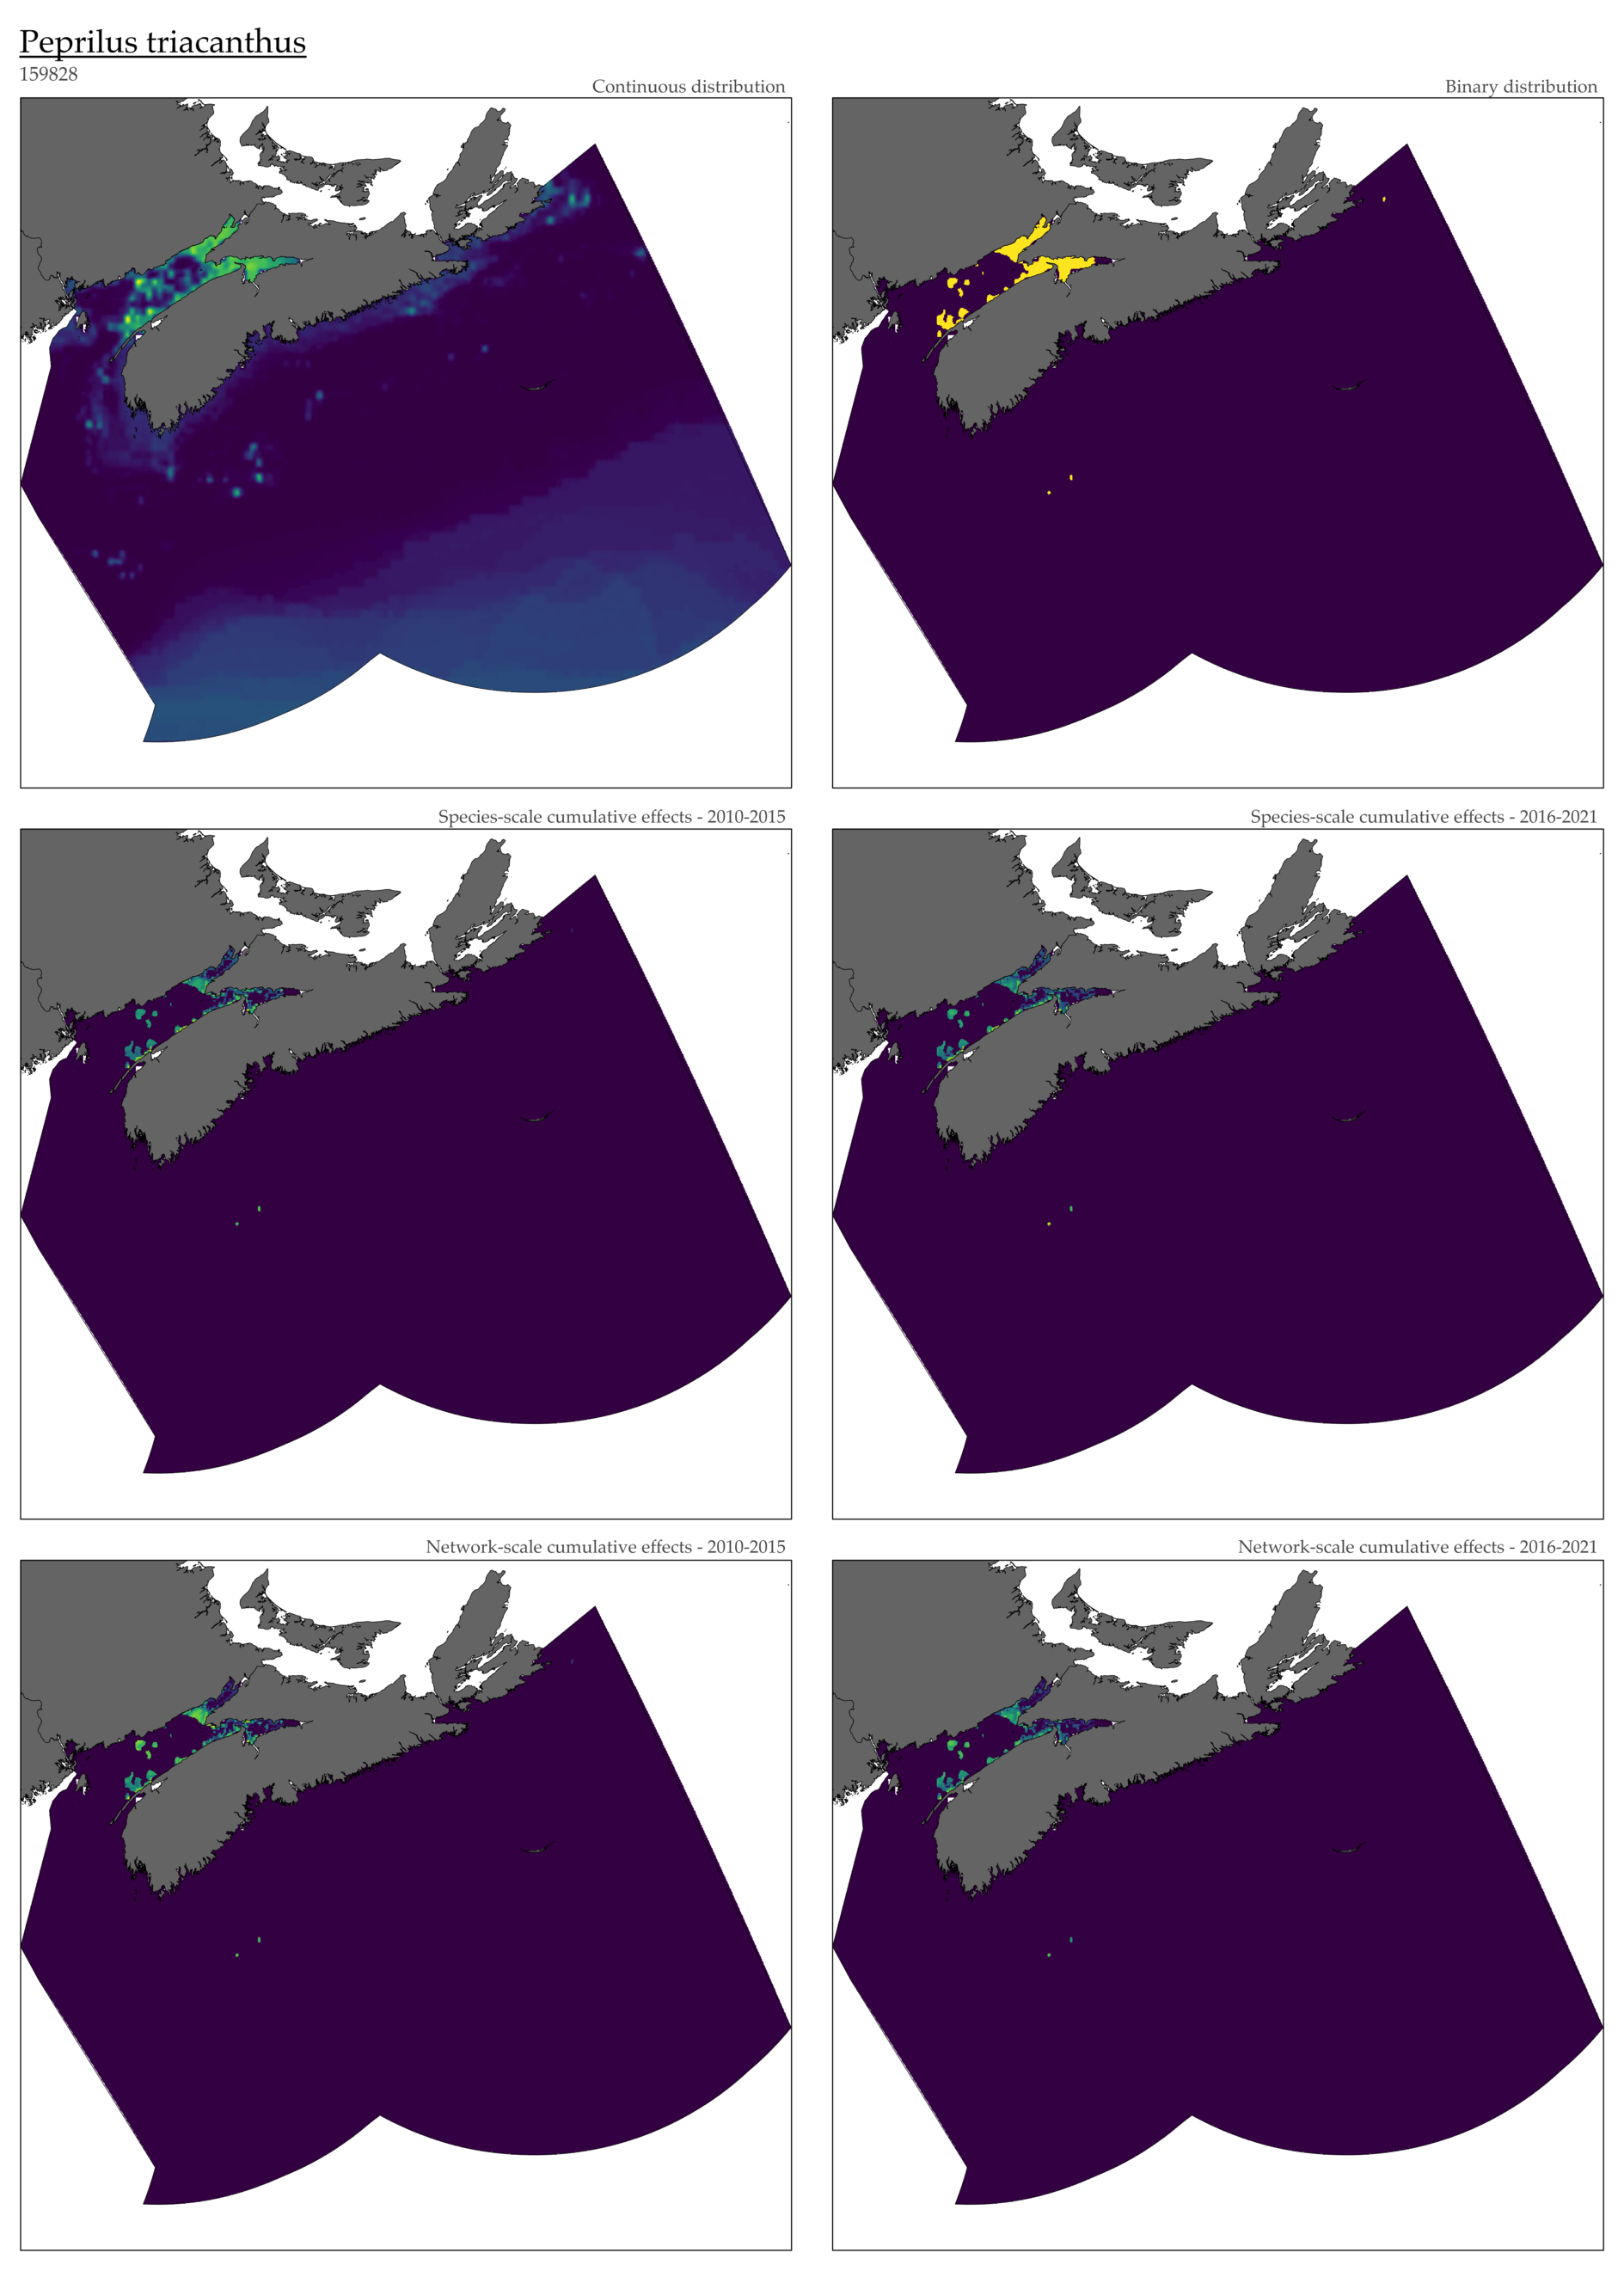 Peprilus triacanthus
159828
Continuous distribution
Binary distribution
Species-scale cumulative effects - 2010-2015
Species-scale cumulative effects - 2016-2021
Network-scale cumulative effects - 2010-2015
Network-scale cumulative effects - 2016-2021